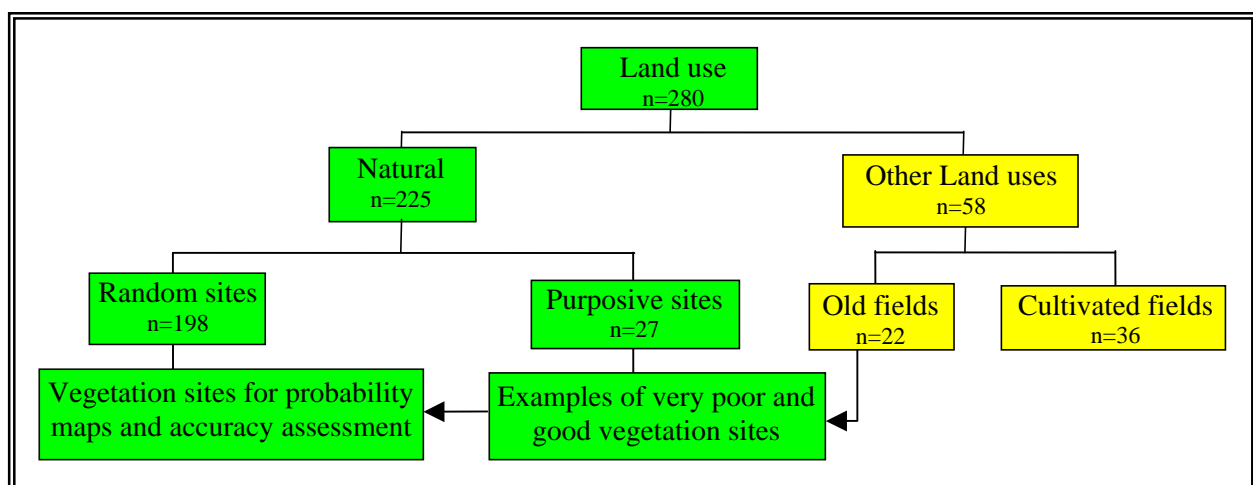 Land use
n=280
Natural
n=225
Other Land uses
n=58
Random sites
n=198
Purposive sites
n=27
Old fields
n=22
Cultivated fields
n=36
Vegetation sites for probability
maps and accuracy assessment
Examples of very poor and
good vegetation sites